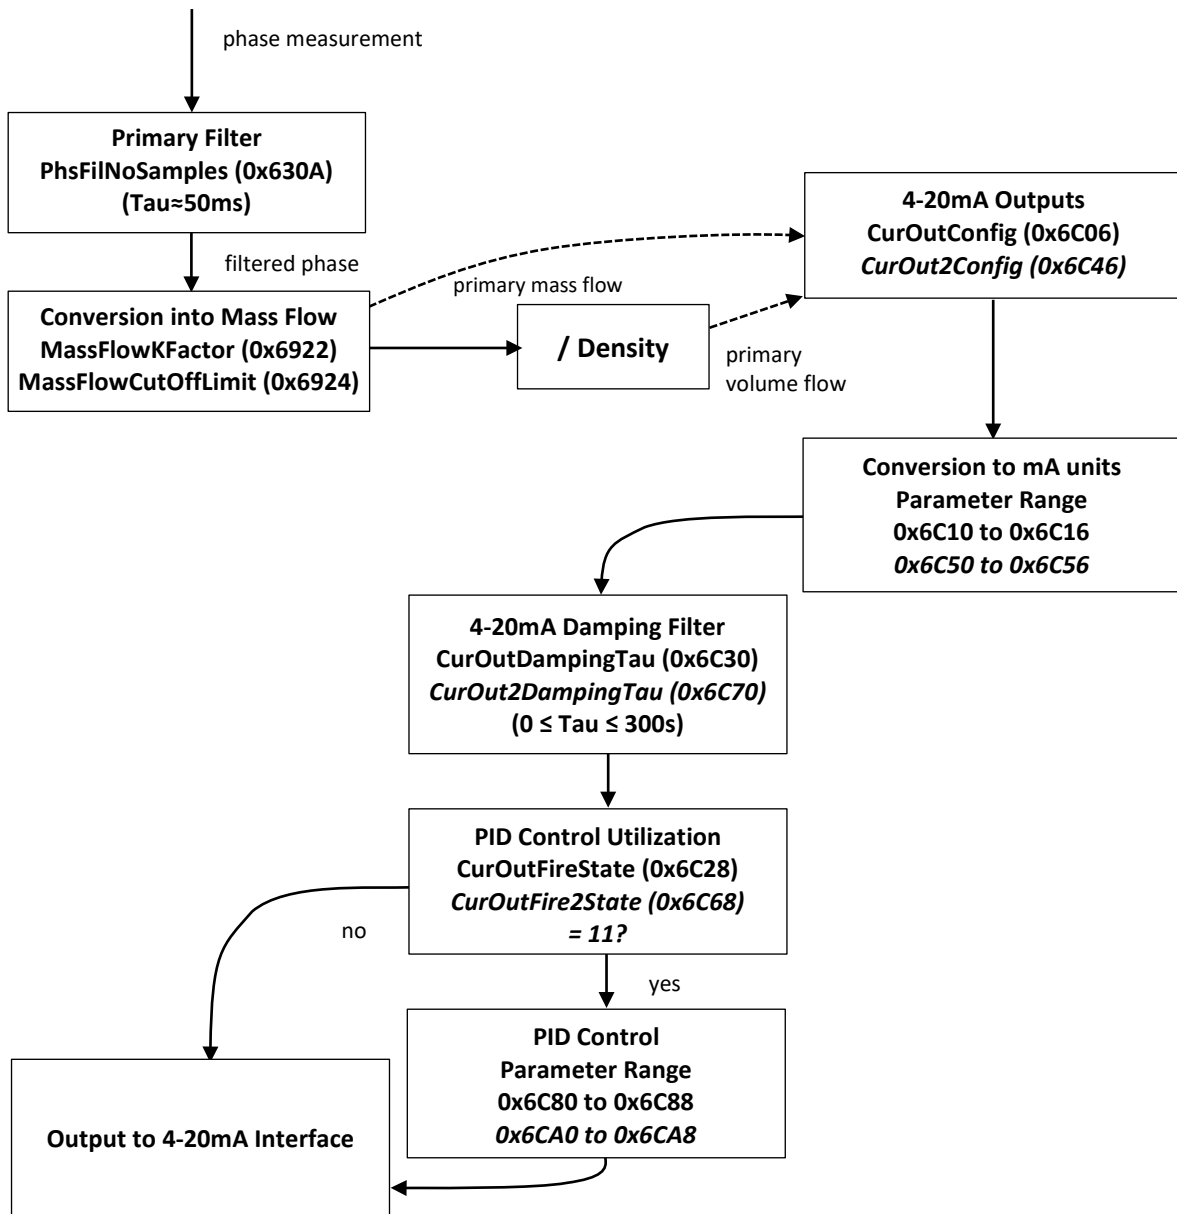 phase measurement
Primary Filter
PhsFilNoSamples (0x630A)
(Tau≈50ms)
filtered phase
Conversion into Mass Flow
MassFlowKFactor (0x6922)
MassFlowCutOffLimit (0x6924)
primary mass flow
/ Density
primary
volume flow
4-20mA Outputs
CurOutConfig (0x6C06)
CurOut2Config (0x6C46)
Conversion to mA units
Parameter Range
0x6C10 to 0x6C16
0x6C50 to 0x6C56
4-20mA Damping Filter
CurOutDampingTau (0x6C30)
CurOut2DampingTau (0x6C70)
(0 ≤ Tau ≤ 300s)
PID Control Utilization
CurOutFireState (0x6C28)
CurOutFire2State (0x6C68)
= 11?
no
yes
PID Control
Parameter Range
0x6C80 to 0x6C88
0x6CA0 to 0x6CA8
Output to 4-20mA Interface